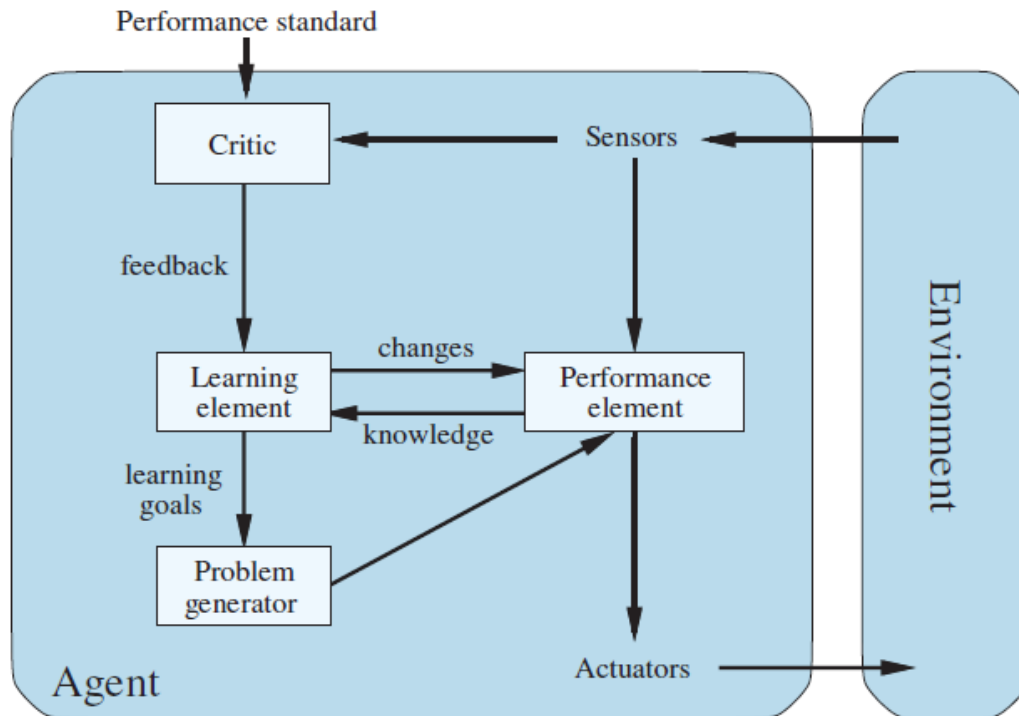 Performance standard
Critic
Sensors
feedback
changes
Learning
element
Performance
element
knowledge
learning
goals
Problem
generator
Actuators
Agent
Environment